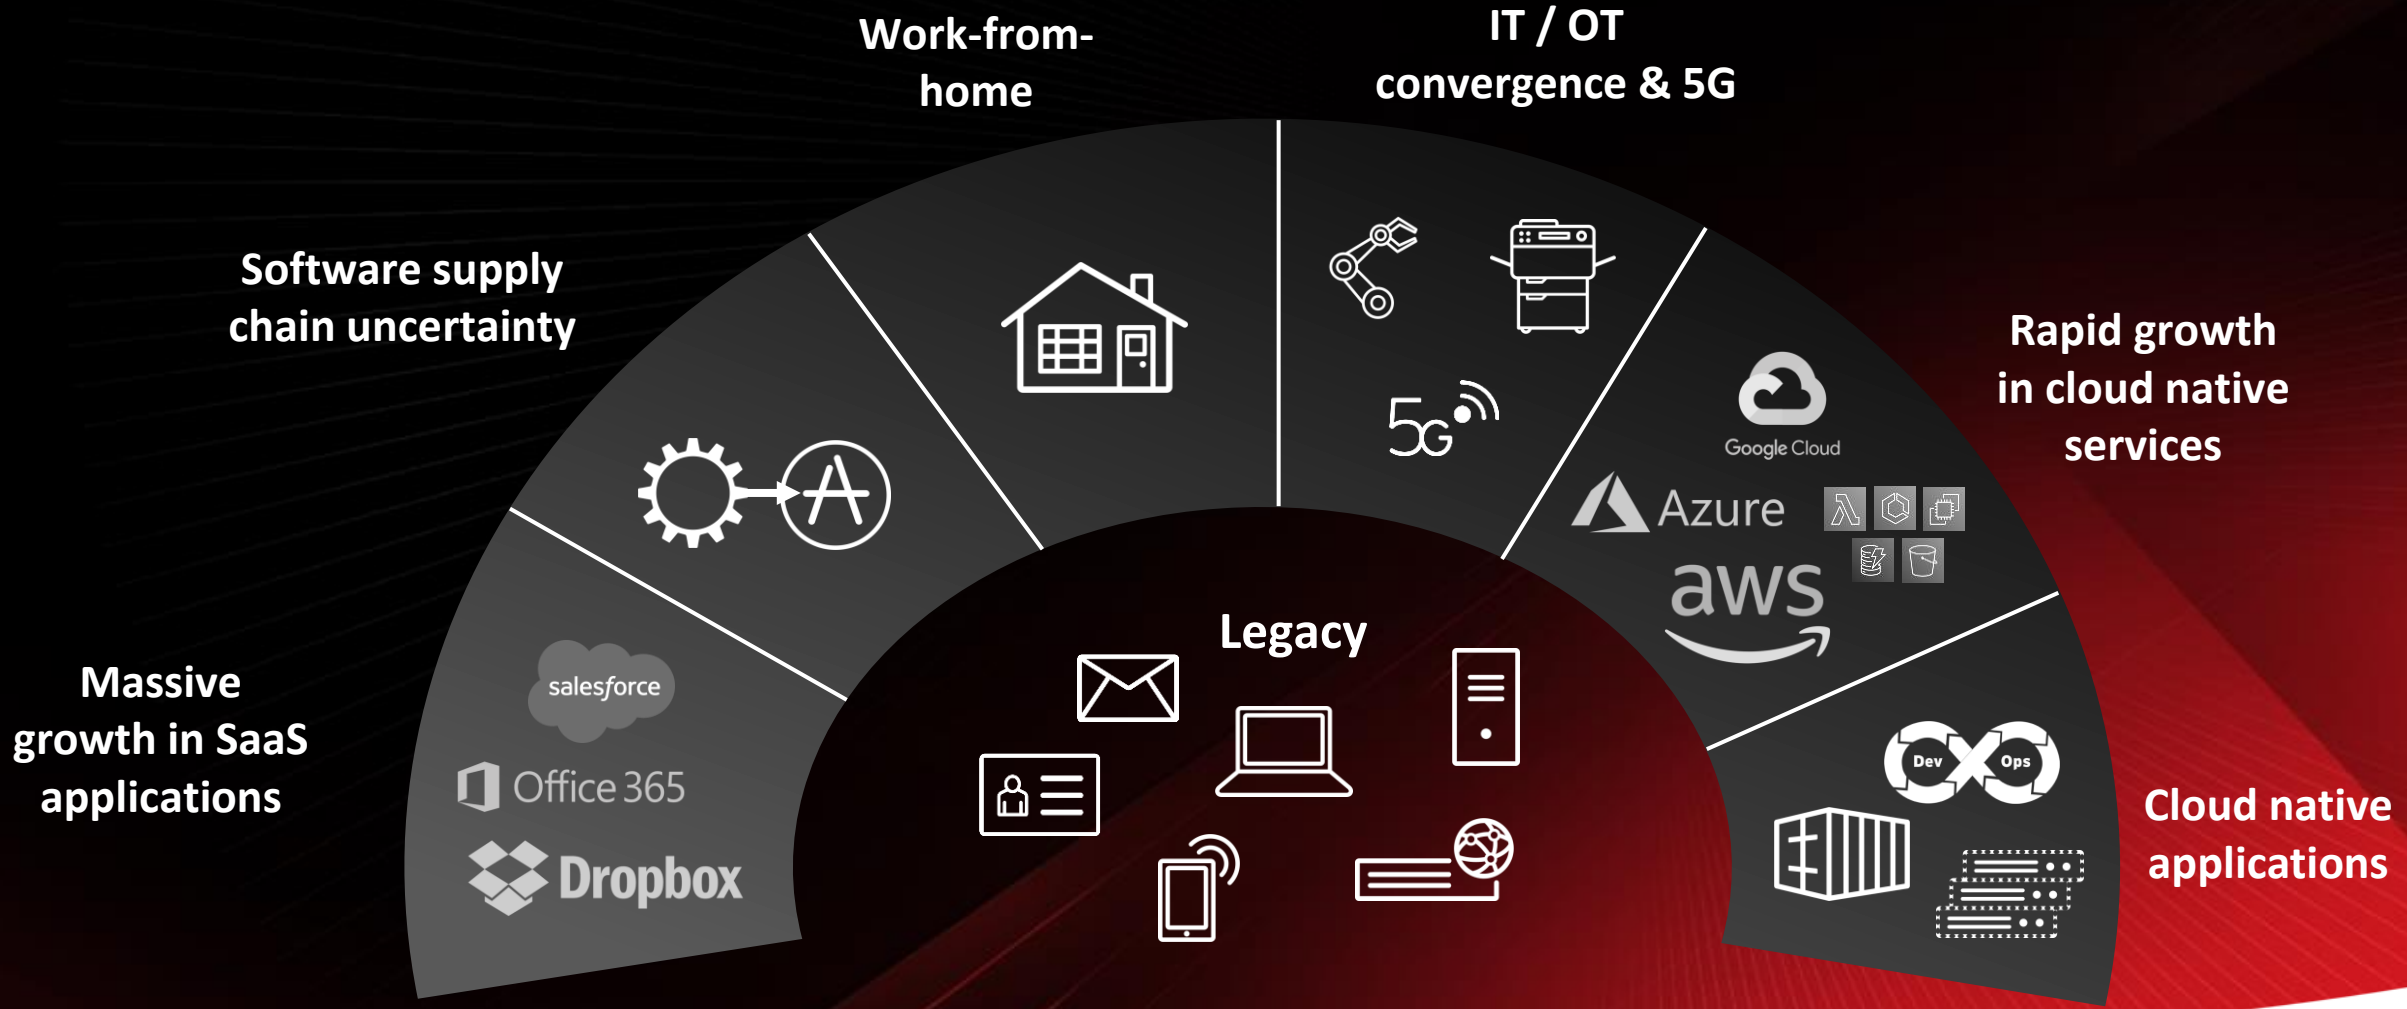 Work-from-
home
IT / OT
convergence & 5G
Software supply
chain uncertainty
Rapid growth
in cloud native
services
Massive
growth in SaaS
applications
Cloud native
applications
Legacy
salesforce
Office 365
Dropbox
5G
Google Cloud
Azure
aws
Dev
Ops